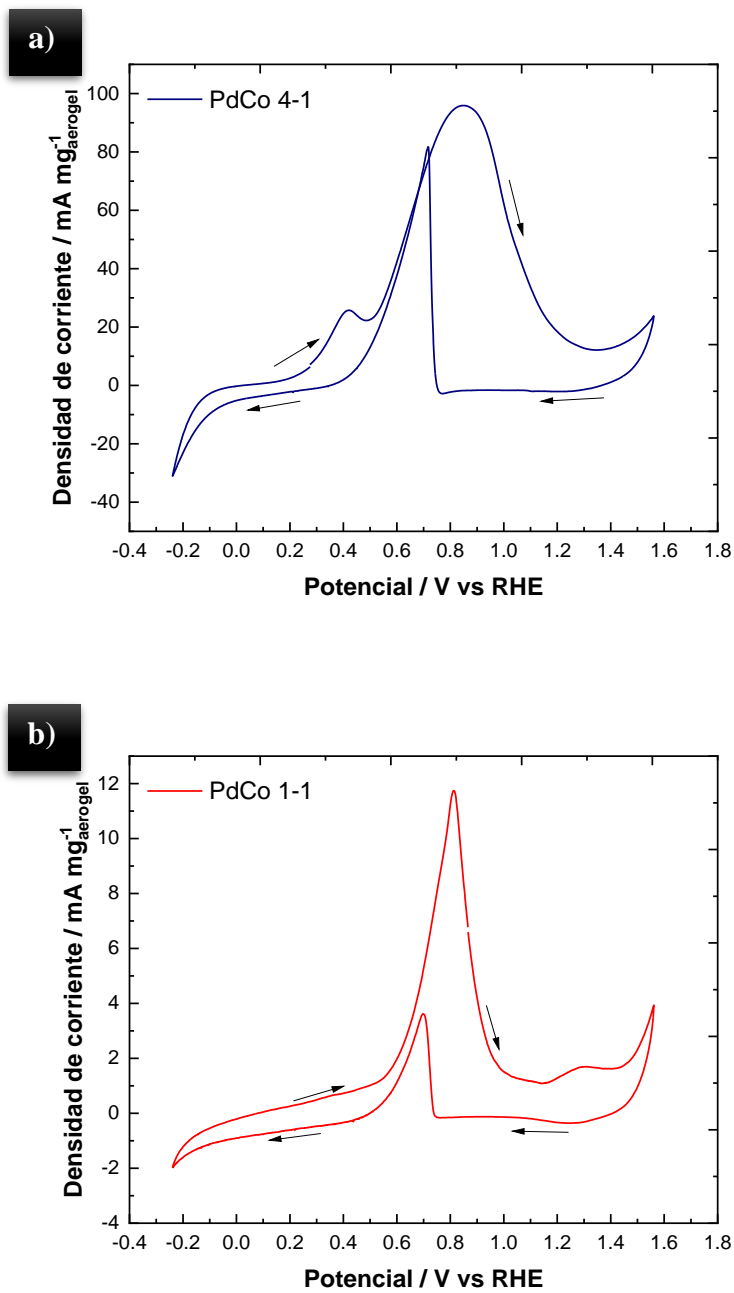 a)
PdCo 4-1
Densidad de corriente / mA mg⁻¹aerogel
100
80
60
40
20
0
-20
-40
-0.4 -0.2 0.0 0.2 0.4 0.6 0.8 1.0 1.2 1.4 1.6 1.8
Potencial / V vs RHE
b)
PdCo 1-1
Densidad de corriente / mA mg⁻¹aerogel
12
10
8
6
4
2
0
-2
-4
-0.4 -0.2 0.0 0.2 0.4 0.6 0.8 1.0 1.2 1.4 1.6 1.8
Potencial / V vs RHE